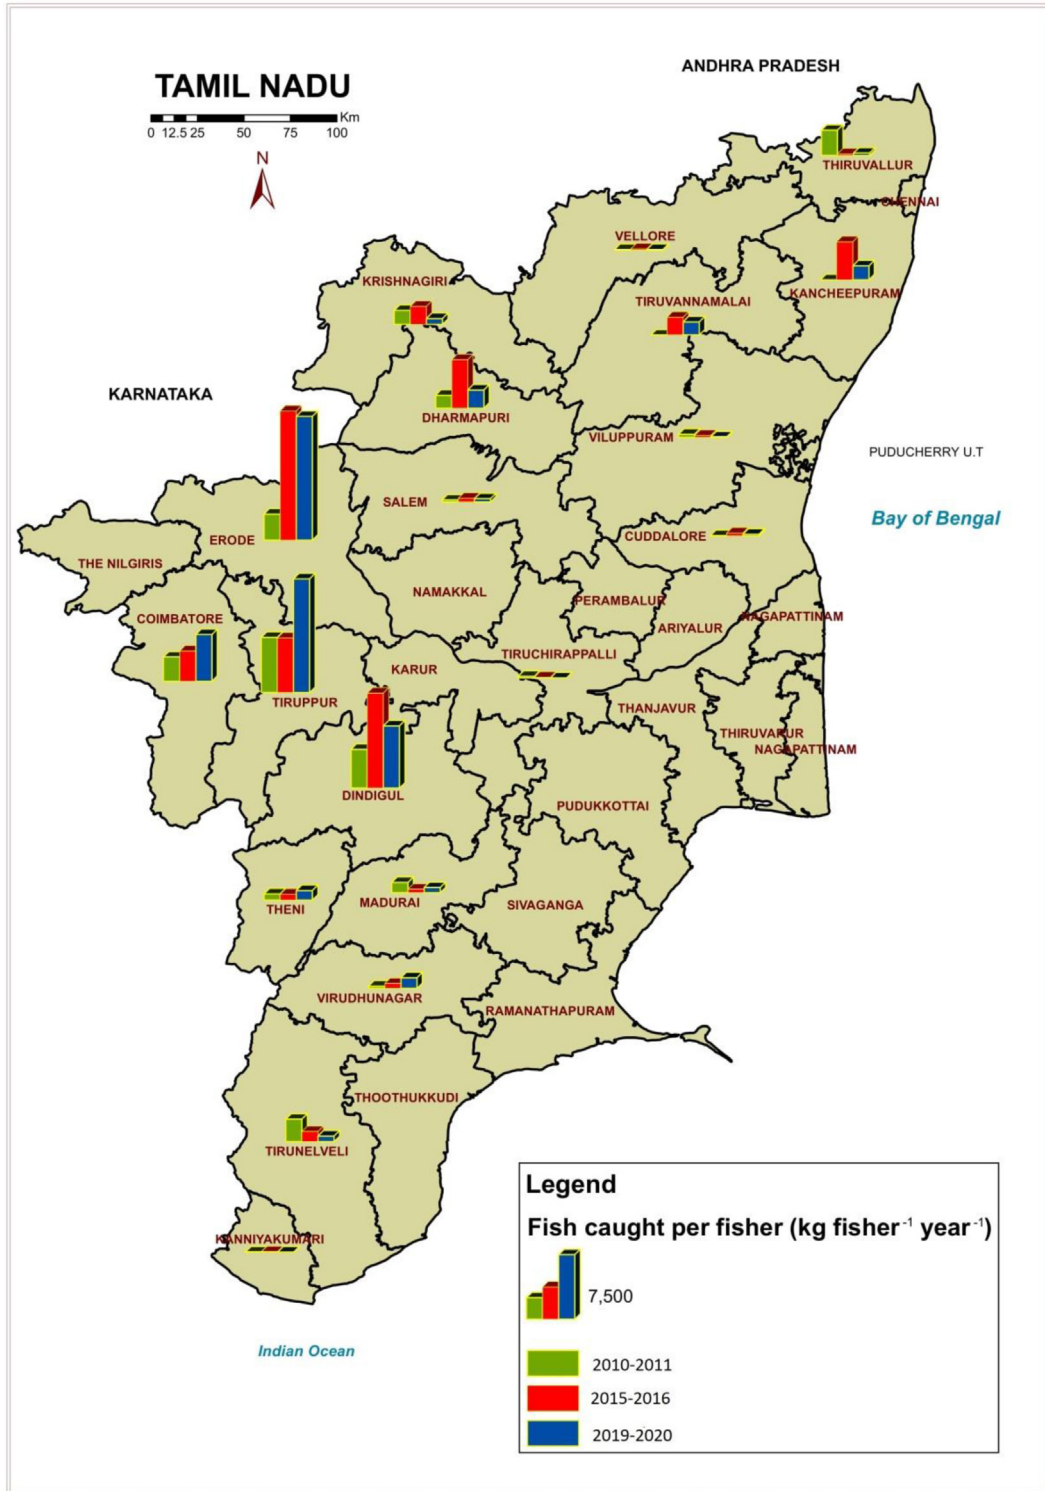 ANDHRA PRADESH
TAMIL NADU
Km
0 12.5 25 50 75 100
N
THIRUVALLUR
CHENNAI
VELLORE
KRISHNAGIRI
KANCHEEPURAM
TIRUVANNAMALAI
KARNATAKA
DHARMAPURI
VILUPPURAM
PUDUCHERRY U.T
SALEM
Bay of Bengal
CUDDALORE
ERODE
THE NILGIRIS
NAMAKKAL
PERAMBALUR
COIMBATORE
NAGAPATTINAM
ARIYALUR
TIRUCHIRAPPALLI
KARUR
TIRUPPUR
THANJAVUR
THIRUVARUR
NAGAPATTINAM
DINDIGUL
PUDUKKOTTAI
THENI
MADURAI
SIVAGANGA
VIRUDHUNAGAR
RAMANATHAPURAM
THOOTHUKKUDI
TIRUNELVELI
Legend
Fish caught per fisher (kg fisher⁻¹ year⁻¹)
KANNIYAKUMARI
7,500
Indian Ocean
2010-2011
2015-2016
2019-2020